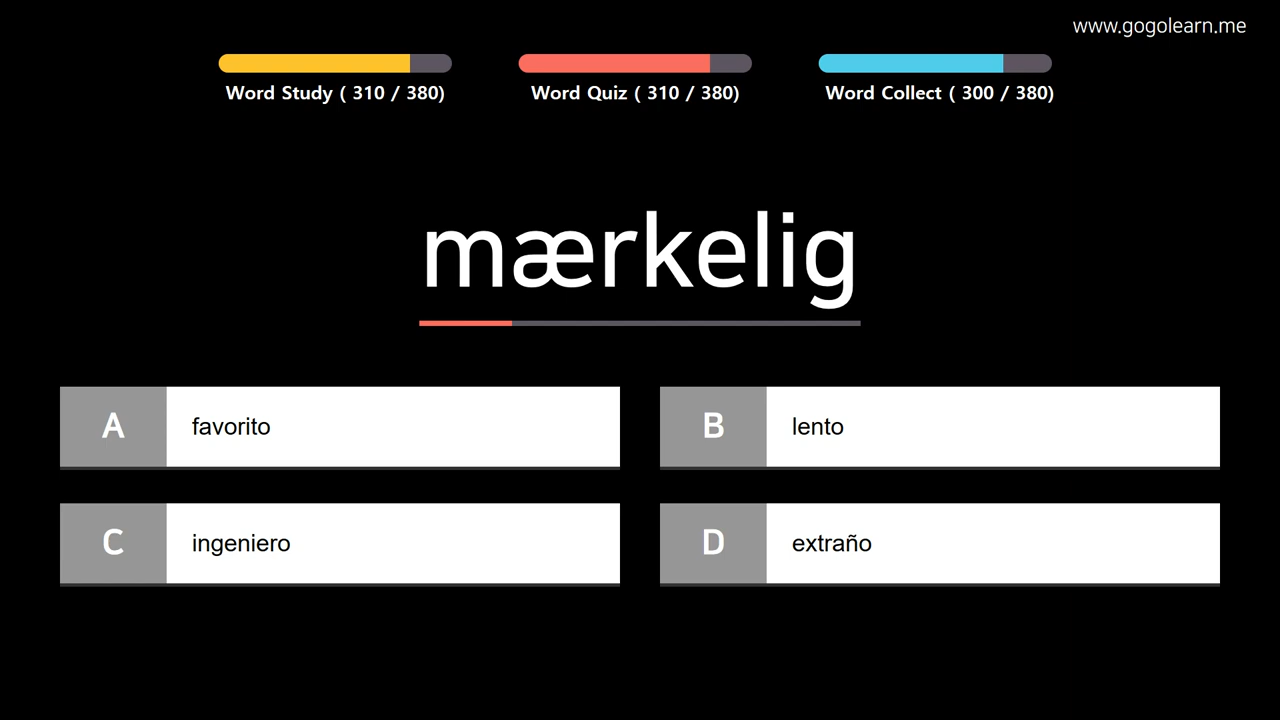 www.gogolearn.me
Word Study ( 310 / 380)
Word Quiz ( 310 / 380)
Word Collect ( 300 / 380)
mærkelig
A favorito
B lento
C ingeniero
D extraño